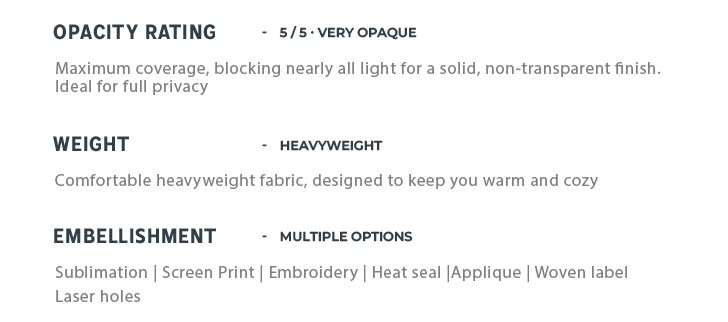 OPACITY RATING - 5 / 5 · VERY OPAQUE
Maximum coverage, blocking nearly all light for a solid, non-transparent finish.
Ideal for full privacy
WEIGHT - HEAVYWEIGHT
Comfortable heavyweight fabric, designed to keep you warm and cozy
EMBELLISHMENT - MULTIPLE OPTIONS
Sublimation | Screen Print | Embroidery | Heat seal |Applique | Woven label
Laser holes